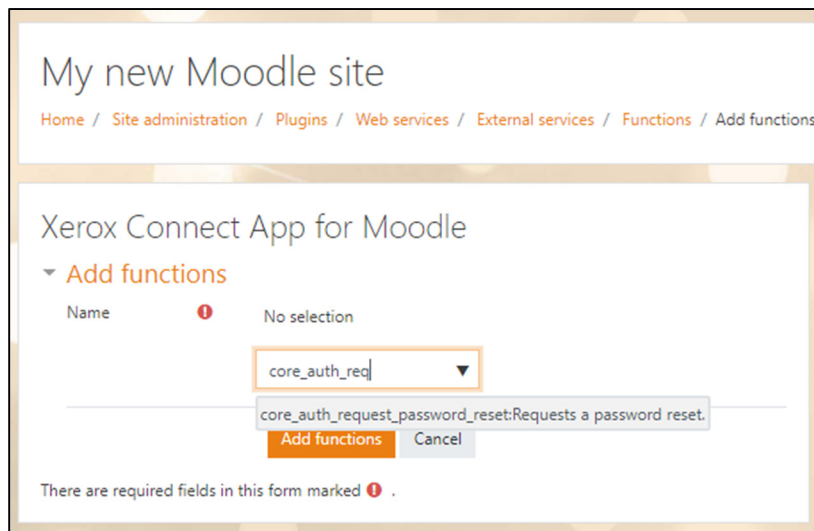 My new Moodle site
Home / Site administration / Plugins / Web services / External services / Functions / Add functions
Xerox Connect App for Moodle
Add functions
Name No selection
core_auth_req
core_auth_request_password_reset:Requests a password reset.
Add functions Cancel
There are required fields in this form marked .